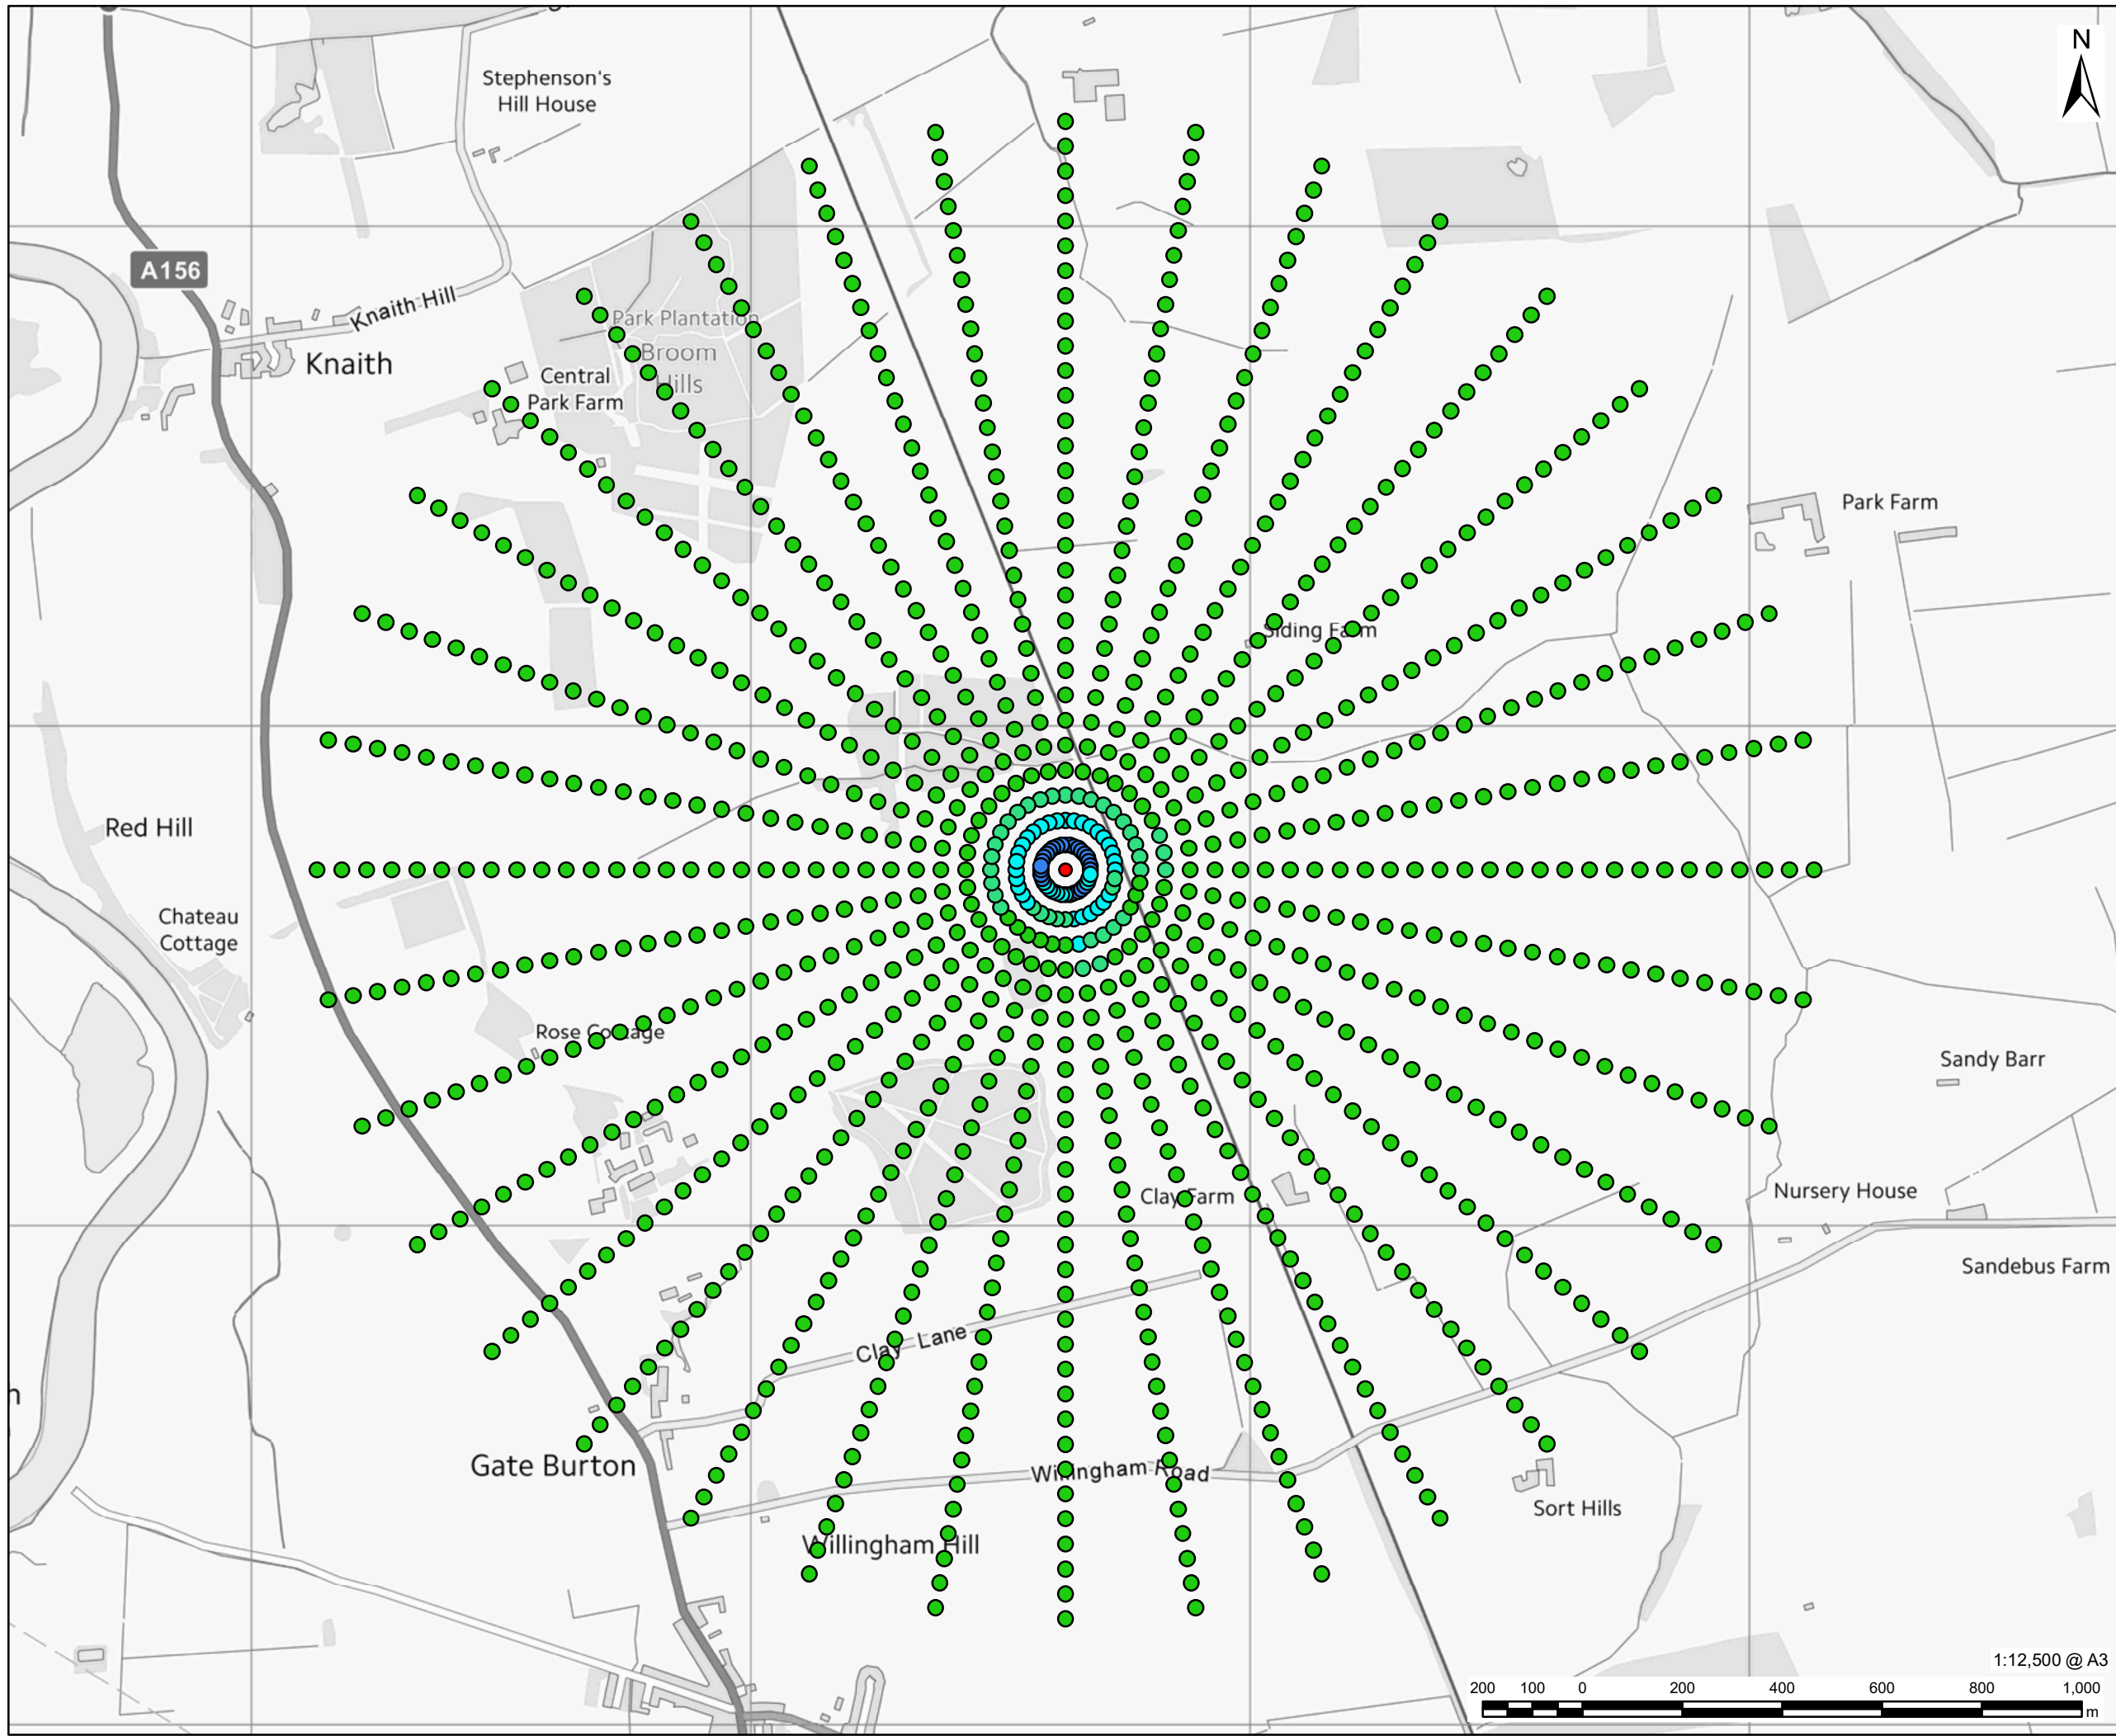 Stephenson's
Hill House
N
A156
Knaith Hill
Park Plantation
Broom
Hills
Knaith
Central
Park Farm
Park Farm
Siding Farm
Red Hill
Chateau
Cottage
Rose Cottage
Sandy Barr
Clay Farm
Nursery House
Sandebus Farm
Clay Lane
Gate Burton
Willingham Road
Sort Hills
Willingham Hill
1:12,500 @ A3
200 100 0 200 400 600 800 1,000
m